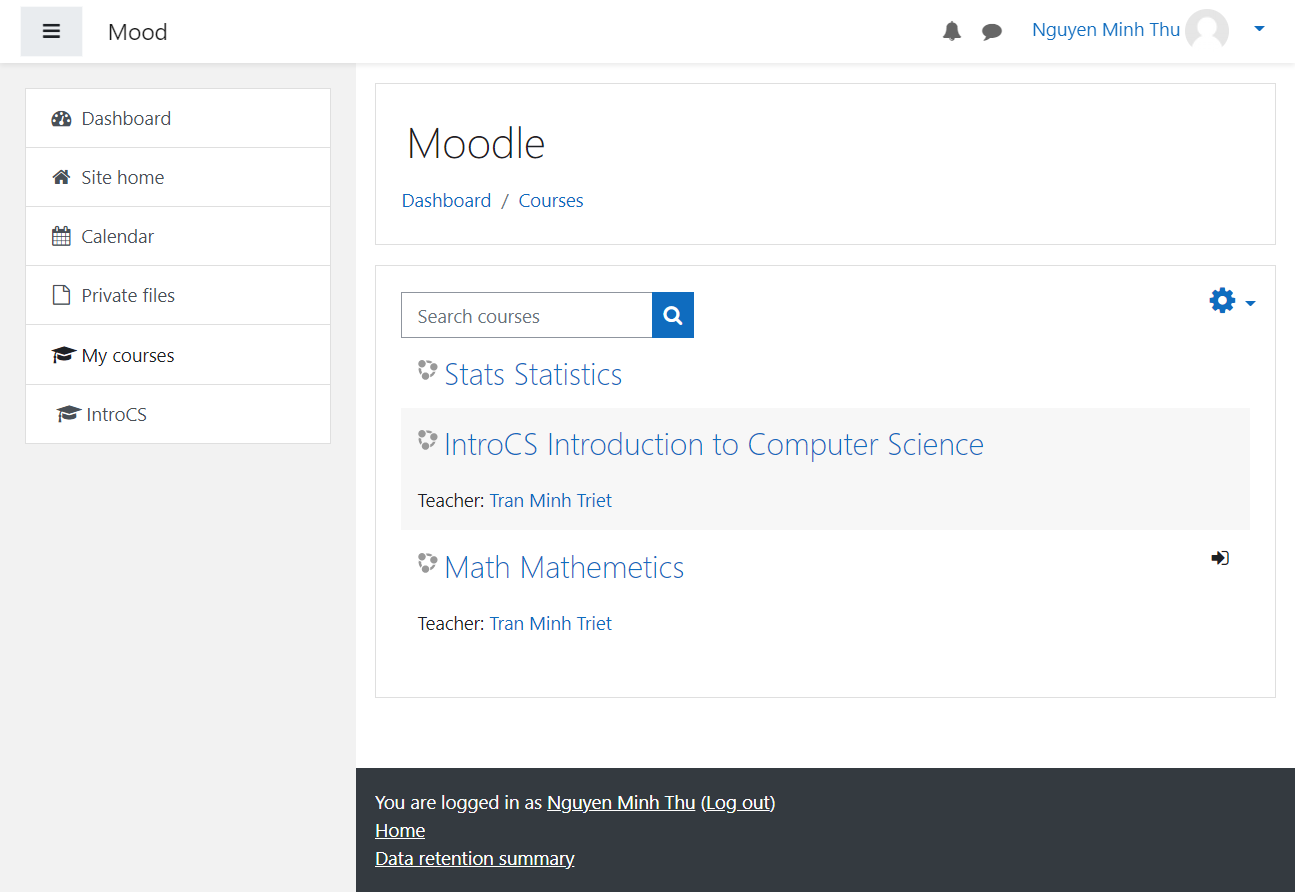 Mood
Nguyen Minh Thu
Dashboard
Site home
Calendar
Private files
My courses
IntroCS
Moodle
Dashboard / Courses
Search courses
Stats Statistics
IntroCS Introduction to Computer Science
Teacher: Tran Minh Triet
Math Mathemetics
Teacher: Tran Minh Triet
You are logged in as Nguyen Minh Thu (Log out)
Home
Data retention summary